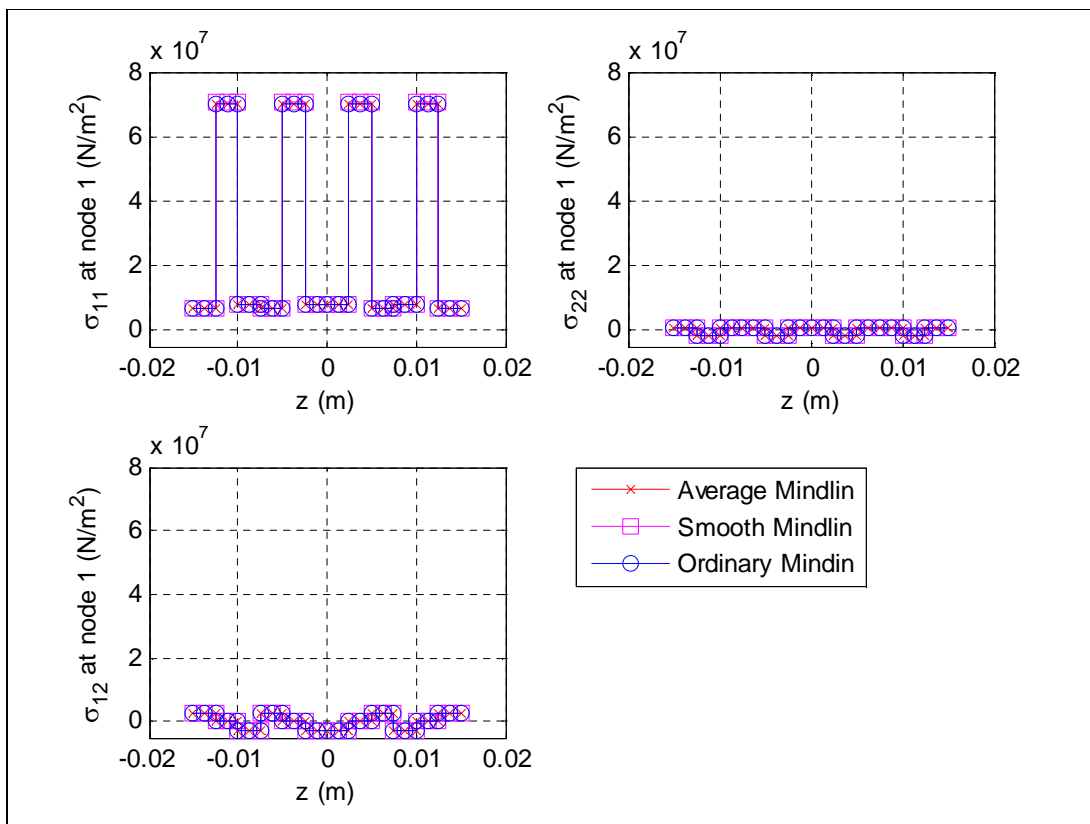 x 10^7
8
6
4
2
0
σ_11 at node 1 (N/m^2)
-0.02 -0.01 0 0.01 0.02
z (m)
x 10^7
8
6
4
2
0
σ_22 at node 1 (N/m^2)
-0.02 -0.01 0 0.01 0.02
z (m)
x 10^7
8
6
4
2
0
σ_12 at node 1 (N/m^2)
-0.02 -0.01 0 0.01 0.02
z (m)
Average Mindlin
Smooth Mindlin
Ordinary Mindin